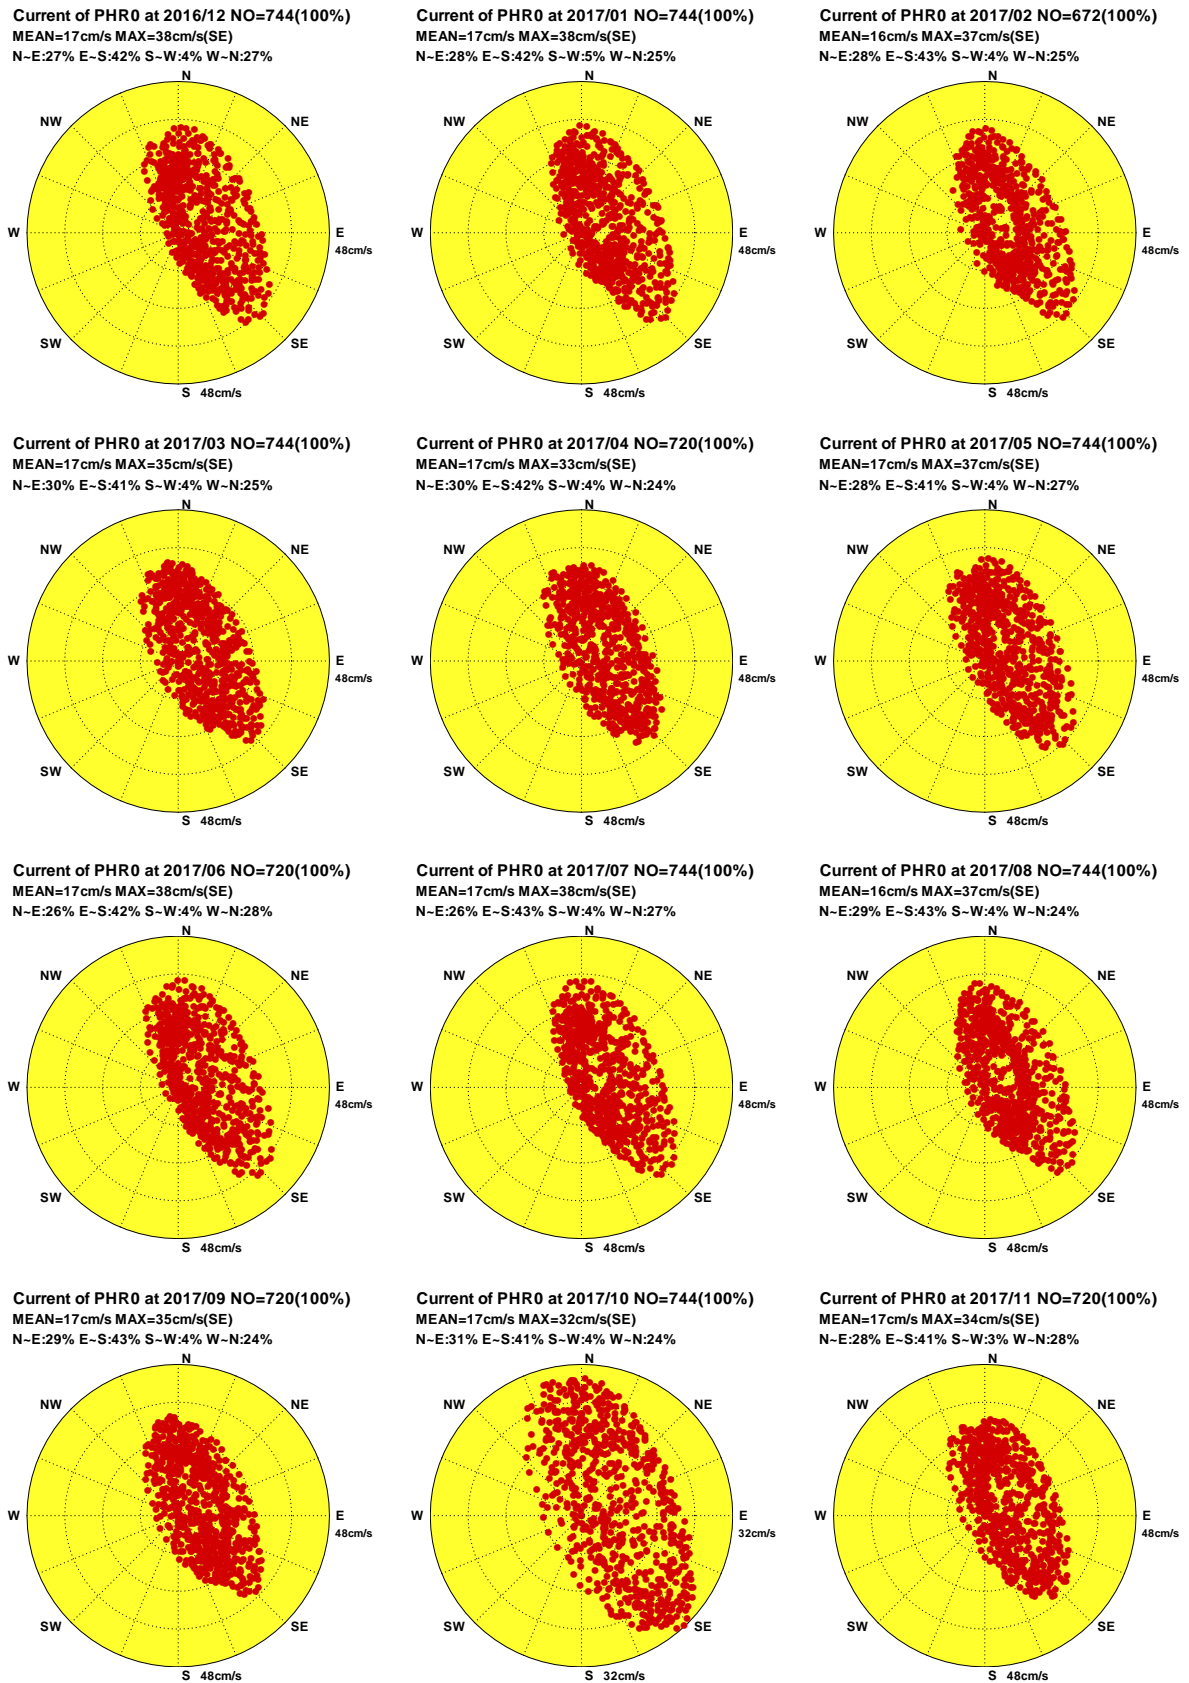 Current of PHR0 at 2016/12 NO=744(100%)
MEAN=17cm/s MAX=38cm/s(SE)
N~E:27% E~S:42% S~W:4% W~N:27%
N
NW
NE
W
E
48cm/s
SW
SE
S 48cm/s
Current of PHR0 at 2017/01 NO=744(100%)
MEAN=17cm/s MAX=38cm/s(SE)
N~E:28% E~S:42% S~W:5% W~N:25%
N
NW
NE
W
E
48cm/s
SW
SE
S 48cm/s
Current of PHR0 at 2017/02 NO=672(100%)
MEAN=16cm/s MAX=37cm/s(SE)
N~E:28% E~S:43% S~W:4% W~N:25%
N
NW
NE
W
E
48cm/s
SW
SE
S 48cm/s
Current of PHR0 at 2017/03 NO=744(100%)
MEAN=17cm/s MAX=35cm/s(SE)
N~E:30% E~S:41% S~W:4% W~N:25%
N
NW
NE
W
E
48cm/s
SW
SE
S 48cm/s
Current of PHR0 at 2017/04 NO=720(100%)
MEAN=17cm/s MAX=33cm/s(SE)
N~E:30% E~S:42% S~W:4% W~N:24%
N
NW
NE
W
E
48cm/s
SW
SE
S 48cm/s
Current of PHR0 at 2017/05 NO=744(100%)
MEAN=17cm/s MAX=37cm/s(SE)
N~E:28% E~S:41% S~W:4% W~N:27%
N
NW
NE
W
E
48cm/s
SW
SE
S 48cm/s
Current of PHR0 at 2017/06 NO=720(100%)
MEAN=17cm/s MAX=38cm/s(SE)
N~E:26% E~S:42% S~W:4% W~N:28%
N
NW
NE
W
E
48cm/s
SW
SE
S 48cm/s
Current of PHR0 at 2017/07 NO=744(100%)
MEAN=17cm/s MAX=38cm/s(SE)
N~E:26% E~S:43% S~W:4% W~N:27%
N
NW
NE
W
E
48cm/s
SW
SE
S 48cm/s
Current of PHR0 at 2017/08 NO=744(100%)
MEAN=16cm/s MAX=37cm/s(SE)
N~E:29% E~S:43% S~W:4% W~N:24%
N
NW
NE
W
E
48cm/s
SW
SE
S 48cm/s
Current of PHR0 at 2017/09 NO=720(100%)
MEAN=17cm/s MAX=35cm/s(SE)
N~E:29% E~S:43% S~W:4% W~N:24%
N
NW
NE
W
E
48cm/s
SW
SE
S 48cm/s
Current of PHR0 at 2017/10 NO=744(100%)
MEAN=17cm/s MAX=32cm/s(SE)
N~E:31% E~S:41% S~W:4% W~N:24%
N
NW
NE
W
E
32cm/s
SW
SE
S 32cm/s
Current of PHR0 at 2017/11 NO=720(100%)
MEAN=17cm/s MAX=34cm/s(SE)
N~E:28% E~S:41% S~W:3% W~N:28%
N
NW
NE
W
E
48cm/s
SW
SE
S 48cm/s